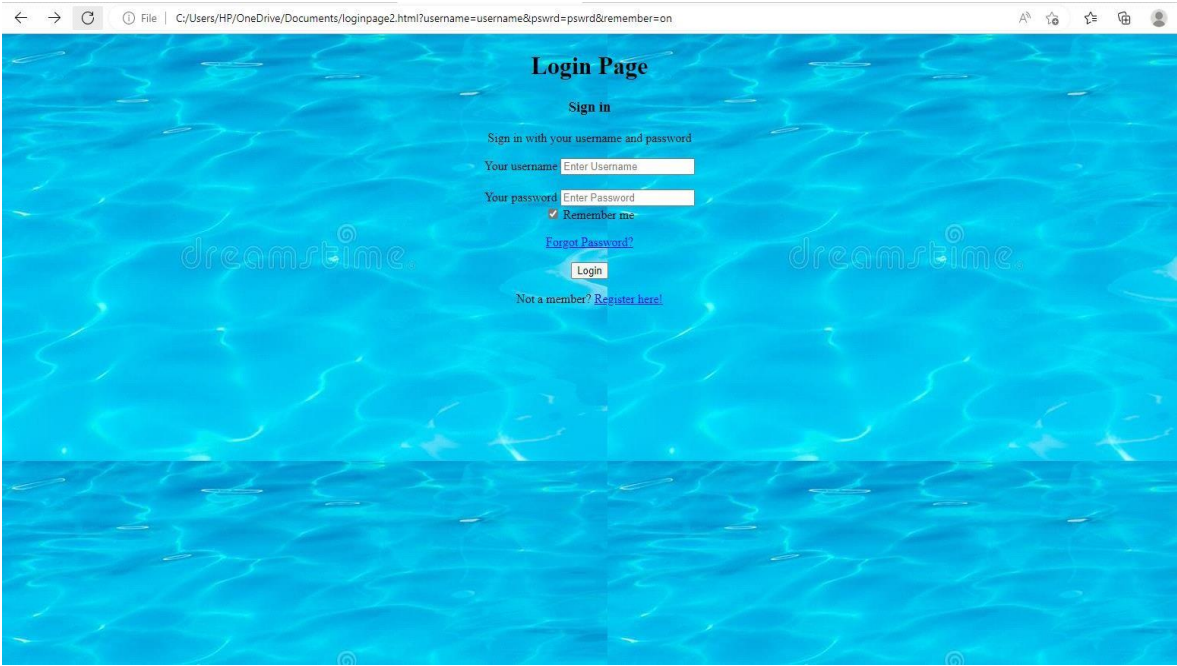 File C:/Users/HP/OneDrive/Documents/loginpage2.html?username=username&pswrd=pswrd&remember=on
Login Page
Sign in
Sign in with your username and password
Your username Enter Username
Your password Enter Password
Remember me
Forgot Password?
dreamstime dreamstime
Login
Not a member? Register here!